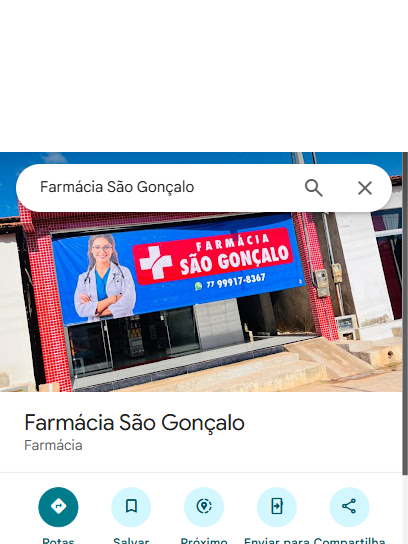 Farmácia São Gonçalo
FARMÁCIA
SÃO GONÇALO
77 99917-8367
Farmácia São Gonçalo
Farmácia
Rotas
Salvar
Próximo
Enviar para
Compartilha